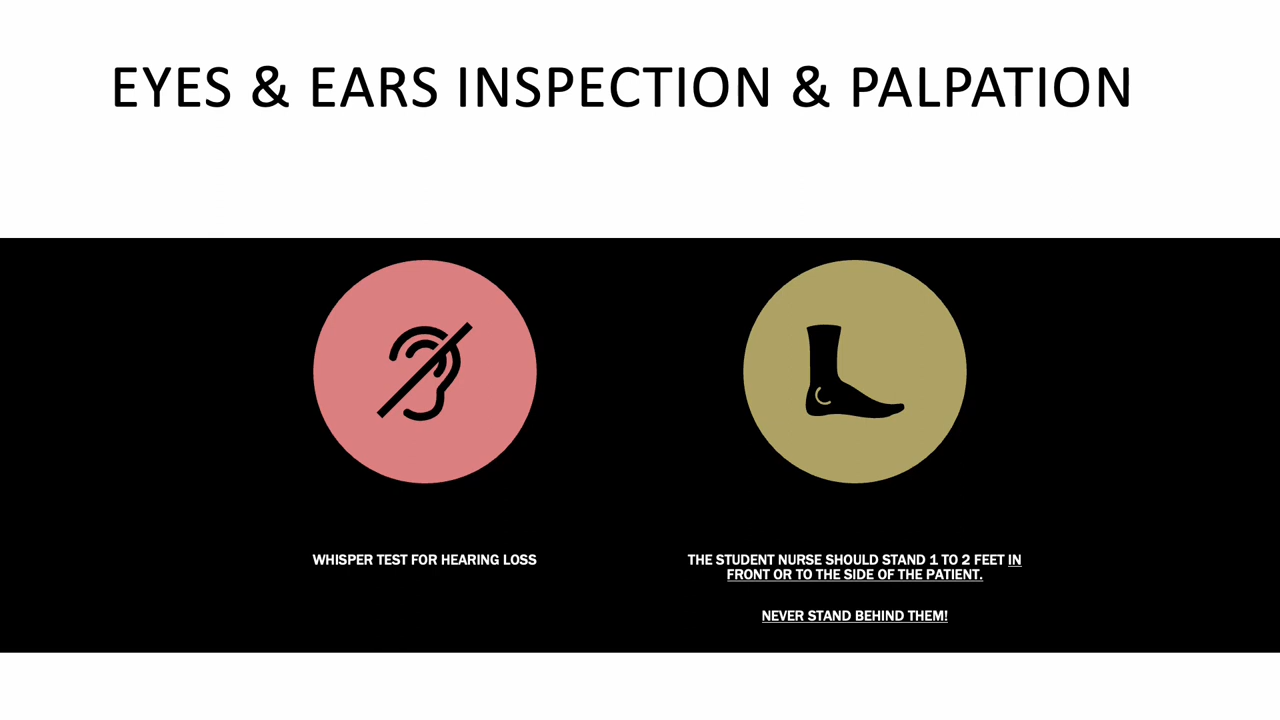 EYES & EARS INSPECTION & PALPATION
WHISPER TEST FOR HEARING LOSS
THE STUDENT NURSE SHOULD STAND 1 TO 2 FEET IN
FRONT OR TO THE SIDE OF THE PATIENT.
NEVER STAND BEHIND THEM!